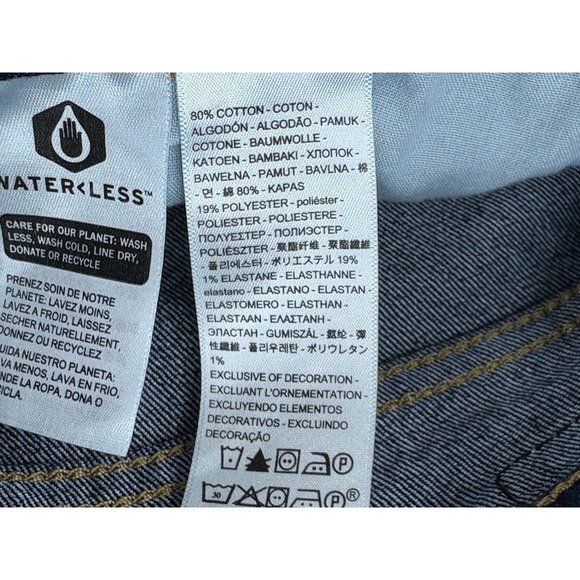 WATER<LESS™
CARE FOR OUR PLANET: WASH
LESS, WASH COLD, LINE DRY,
DONATE OR RECYCLE
PRENEZ SOIN DE NOTRE
PLANETE: LAVEZ MOINS,
LAVEZ A FROID, LAISSEZ
SECHER NATURELLEMENT,
DONNEZ OU RECYCLEZ
CUIDA NUESTRO PLANETA:
LAVA MENOS, LAVA EN FRIO,
TIENDE LA ROPA, DONA O
RECICLA.
80% COTTON - COTON -
ALGODÓN - ALGODÃO - PAMUK -
COTONE - BAUMWOLLE -
KATOEN - BAMBAKI - ХЛОПОК -
BAWEŁNA - PAMUT - BAVLNA - 棉
- 면 - 綿 80% - KAPAS
19% POLYESTER - poliéster -
POLIESTER - POLIESTERE -
ΠΟΛΥΕΣΤΕΡ - ПОЛИЭСТЕР -
POLIÉSZTER - 聚酯纤维 - 聚酯纖維
- 폴리에스터 - ポリエステル 19%
1% ELASTANE - ELASTHANNE -
elastano - ELASTANO - ELASTAN -
ELASTOMERO - ELASTHAN -
ELASTAAN - ΕΛΑΣΤΑΝΗ -
ЭЛАСТАН - GUMISZÁL - 氨纶 - 彈
性纖維 - 폴리우레탄 - ポリウレタン
1%
EXCLUSIVE OF DECORATION -
EXCLUANT L'ORNEMENTATION -
EXCLUYENDO ELEMENTOS
DECORATIVOS - EXCLUINDO
DECORAÇÃO
P
30 P®